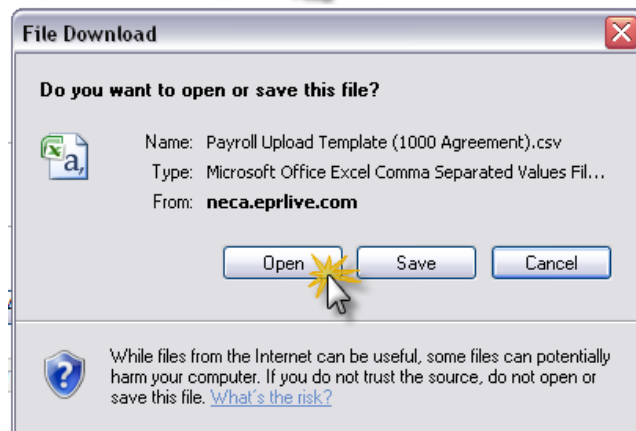 File Download
Do you want to open or save this file?
Name: Payroll Upload Template (1000 Agreement).csv
Type: Microsoft Office Excel Comma Separated Values Fil...
From: neca.eprlive.com
Open Save Cancel
While files from the Internet can be useful, some files can potentially
harm your computer. If you do not trust the source, do not open or
save this file. What's the risk?